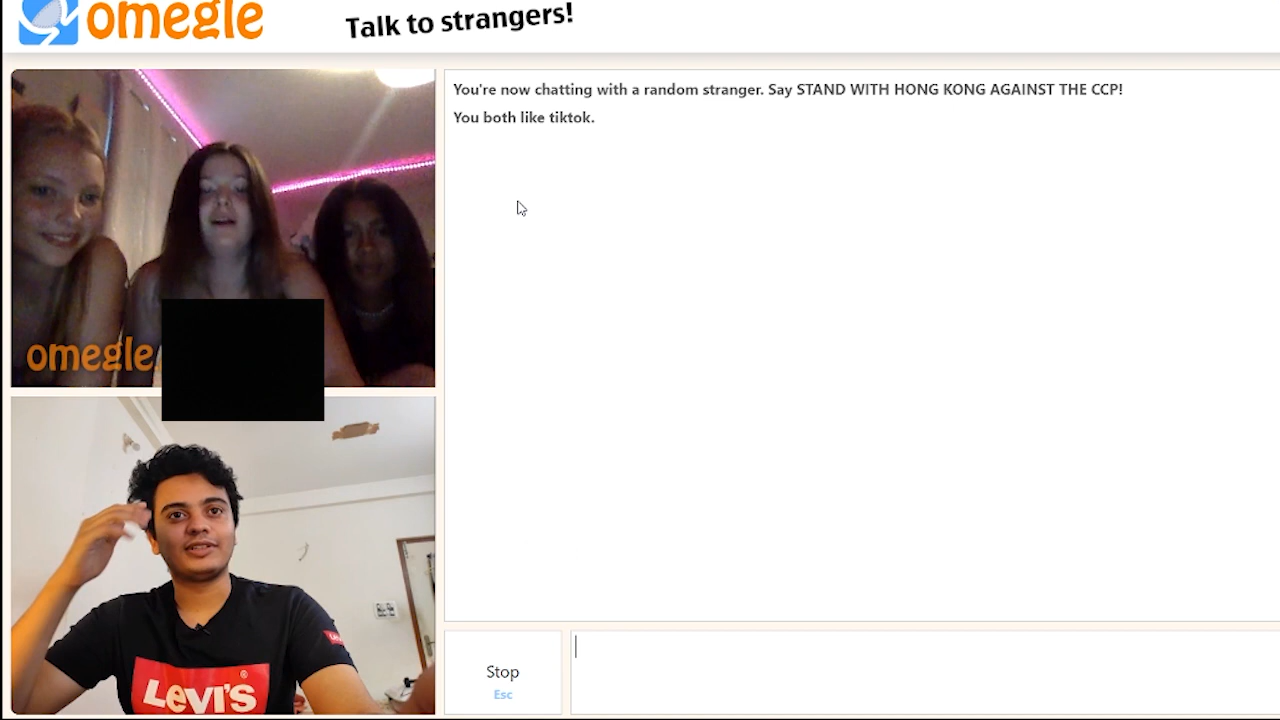 omegle
Talk to strangers!
You're now chatting with a random stranger. Say STAND WITH HONG KONG AGAINST THE CCP!
You both like tiktok.
omegle
LEVI'S
®
Stop
Esc